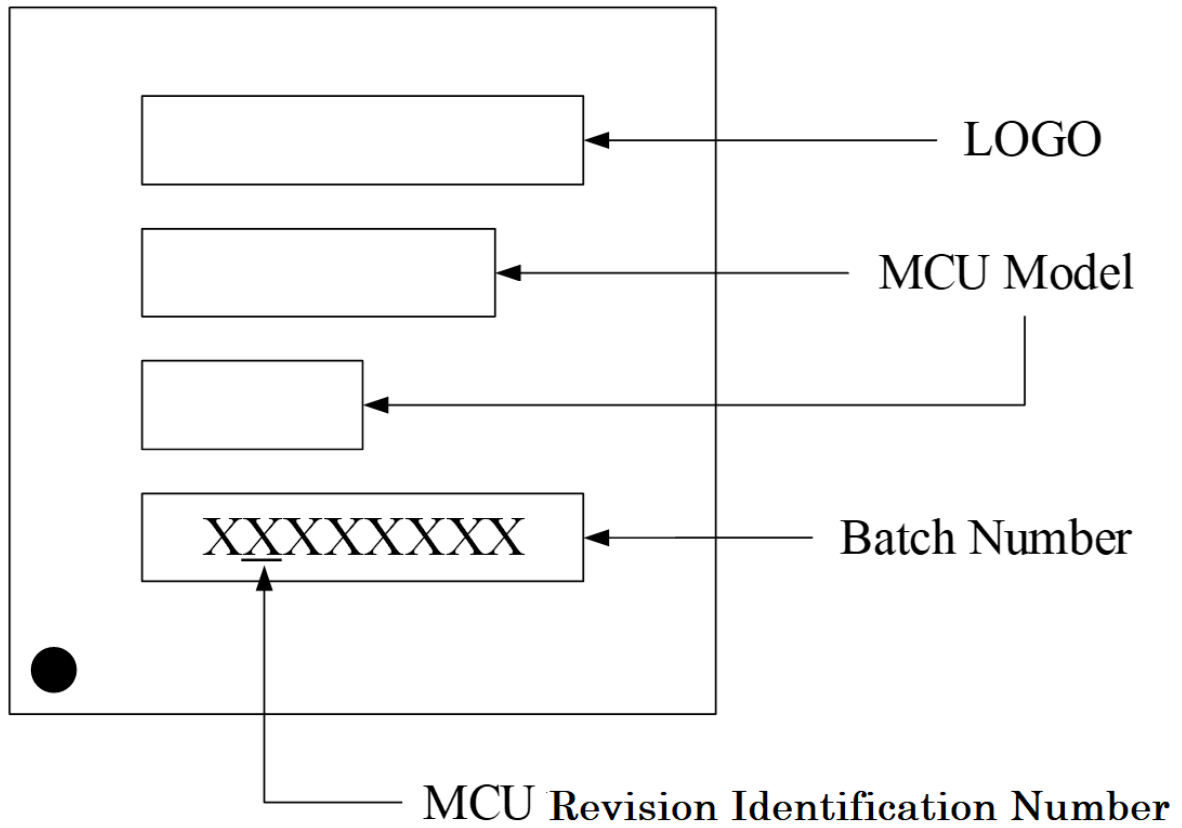 LOGO
MCU Model
XXXXXXXX
Batch Number
MCU Revision Identification Number